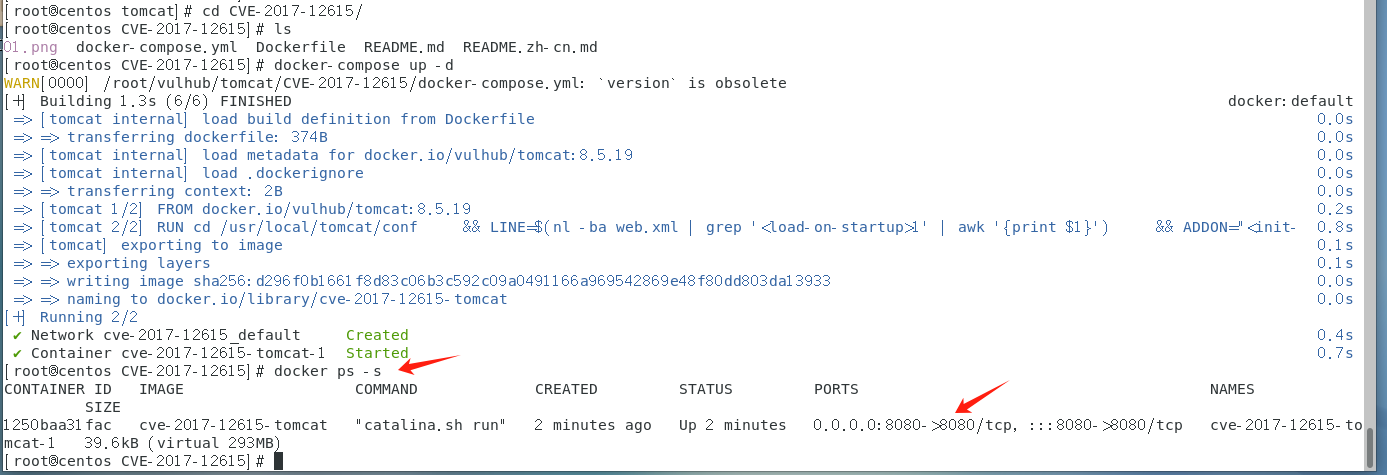 [root@centos tomcat]# cd CVE-2017-12615/
[root@centos CVE-2017-12615]# ls
01.png  docker-compose.yml  Dockerfile  README.md  README.zh-cn.md
[root@centos CVE-2017-12615]# docker-compose up -d
WARN[0000] /root/vulhub/tomcat/CVE-2017-12615/docker-compose.yml: `version` is obsolete
[+] Building 1.3s (6/6) FINISHED docker:default
=> [tomcat internal] load build definition from Dockerfile 0.0s
=> => transferring dockerfile: 374B 0.0s
=> [tomcat internal] load metadata for docker.io/vulhub/tomcat:8.5.19 0.0s
=> [tomcat internal] load .dockerignore 0.0s
=> => transferring context: 2B 0.0s
=> [tomcat 1/2] FROM docker.io/vulhub/tomcat:8.5.19 0.2s
=> [tomcat 2/2] RUN cd /usr/local/tomcat/conf     && LINE=$(nl -ba web.xml | grep '<load-on-startup>1' | awk '{print $1}')     && ADDON="<init- 0.8s
=> [tomcat] exporting to image 0.1s
=> => exporting layers 0.1s
=> => writing image sha256:d296f0b1661f8d83c06b3c592c09a0491166a969542869e48f80dd803da13933 0.0s
=> => naming to docker.io/library/cve-2017-12615-tomcat 0.0s
[+] Running 2/2
✔ Network cve-2017-12615_default     Created 0.4s
✔ Container cve-2017-12615-tomcat-1  Started 0.7s
[root@centos CVE-2017-12615]# docker ps -s
CONTAINER ID   IMAGE                   COMMAND             CREATED         STATUS         PORTS                                       NAMES
SIZE
1250baa31fac   cve-2017-12615-tomcat   "catalina.sh run"   2 minutes ago   Up 2 minutes   0.0.0.0:8080->8080/tcp, :::8080->8080/tcp   cve-2017-12615-to
mcat-1   39.6kB (virtual 293MB)
[root@centos CVE-2017-12615]#